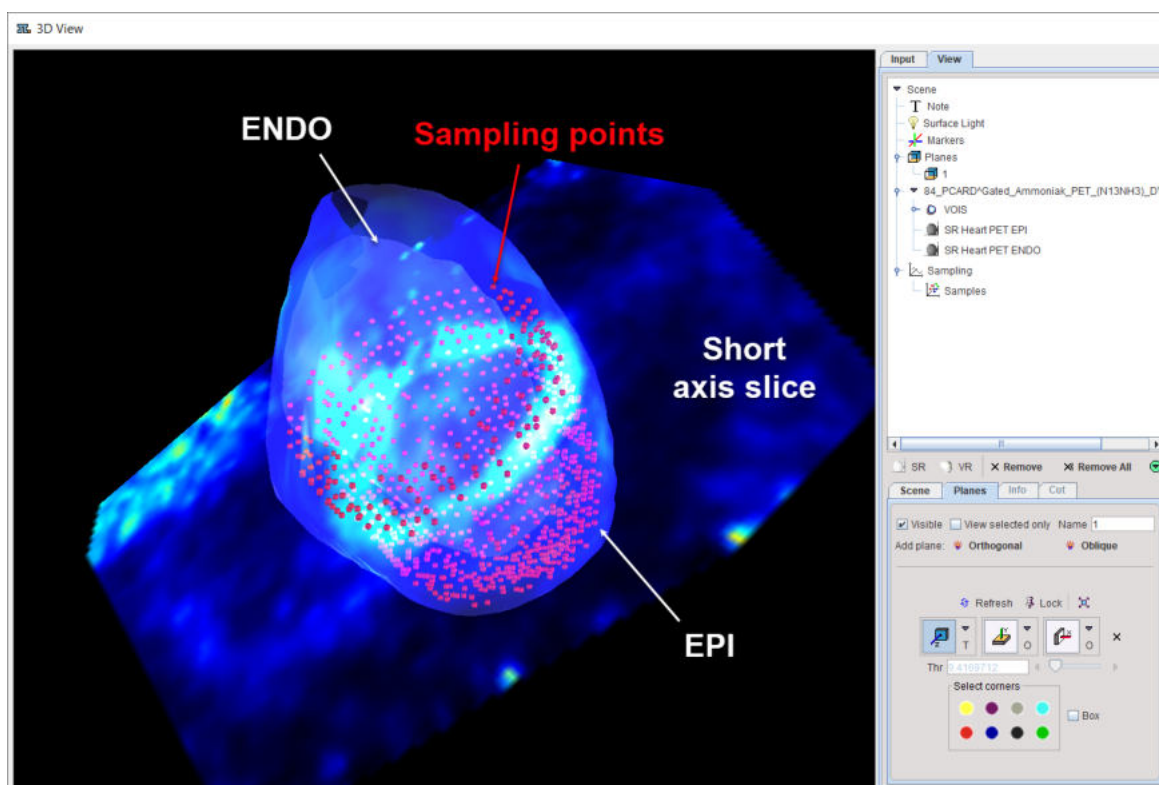 3D View
ENDO
Sampling points
Short
axis slice
EPI
Input View
Scene
Note
Surface Light
Markers
Planes
1
84_PCARD^Gated_Ammoniak_PET_(N13NH3)_D
VOIS
SR Heart PET EPI
SR Heart PET ENDO
Sampling
Samples
SR VR Remove Remove All
Scene Planes Info Cut
Visible View selected only Name 1
Add plane: Orthogonal Oblique
Refresh Lock
T O O
Thr
Select corners
Box